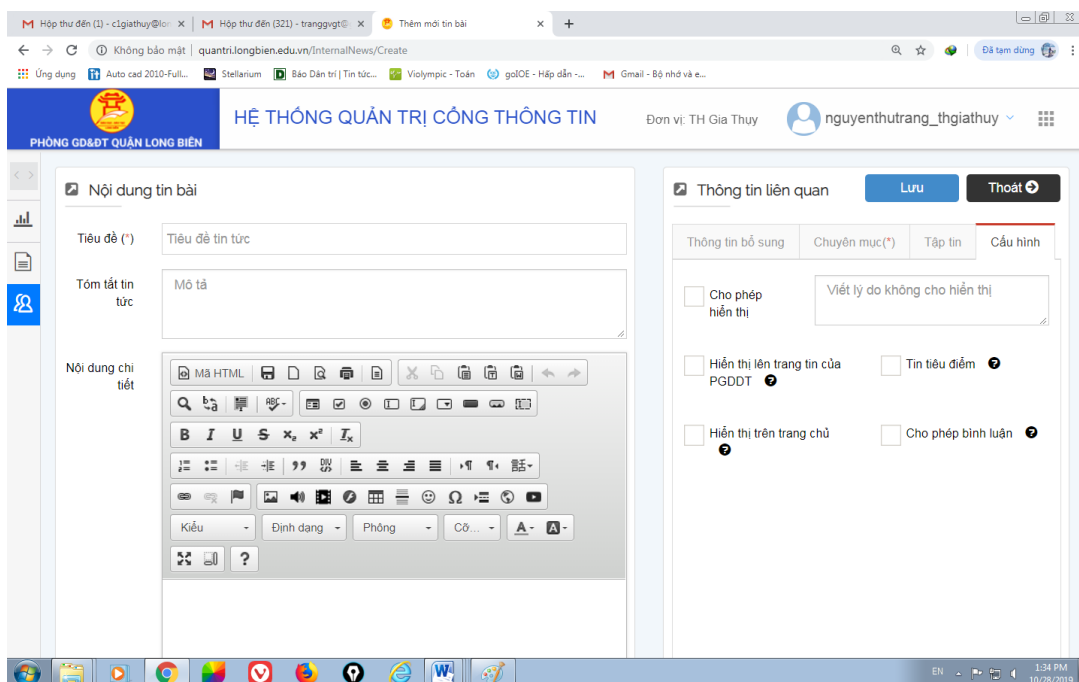 Hộp thư đến (1) - c1giathuy@lon
Hộp thư đến (321) - tranggvgt@
Thêm mới tin bài
Không bảo mật | quantri.longbien.edu.vn/InternalNews/Create
Đã tạm dừng
Ứng dụng
Auto cad 2010-Full...
Stellarium
Báo Dân trí | Tin tức...
Violympic - Toán
goIOE - Hấp dẫn -...
Gmail - Bộ nhớ và e...
PHÒNG GD&ĐT QUẬN LONG BIÊN
HỆ THỐNG QUẢN TRỊ CỔNG THÔNG TIN
Đơn vị: TH Gia Thụy
nguyenthutrang_thgiathuy
Nội dung tin bài
Tiêu đề (*)
Tiêu đề tin tức
Tóm tắt tin
tức
Mô tả
Nội dung chi
tiết
Mã HTML
Kiểu
Định dạng
Phông
Cỡ...
Thông tin liên quan
Lưu
Thoát
Thông tin bổ sung
Chuyên mục(*)
Tập tin
Cấu hình
Cho phép
hiển thị
Viết lý do không cho hiển thị
Hiển thị lên trang tin của
PGDDT
Tin tiêu điểm
Hiển thị trên trang chủ
Cho phép bình luận
EN
1:34 PM
10/28/2019